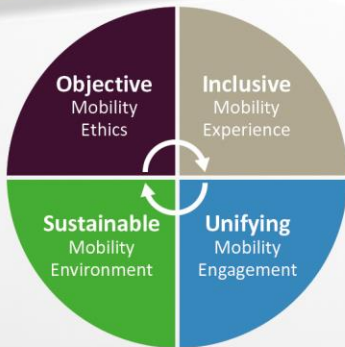 Objective
Mobility
Ethics
Inclusive
Mobility
Experience
Sustainable
Mobility
Environment
Unifying
Mobility
Engagement